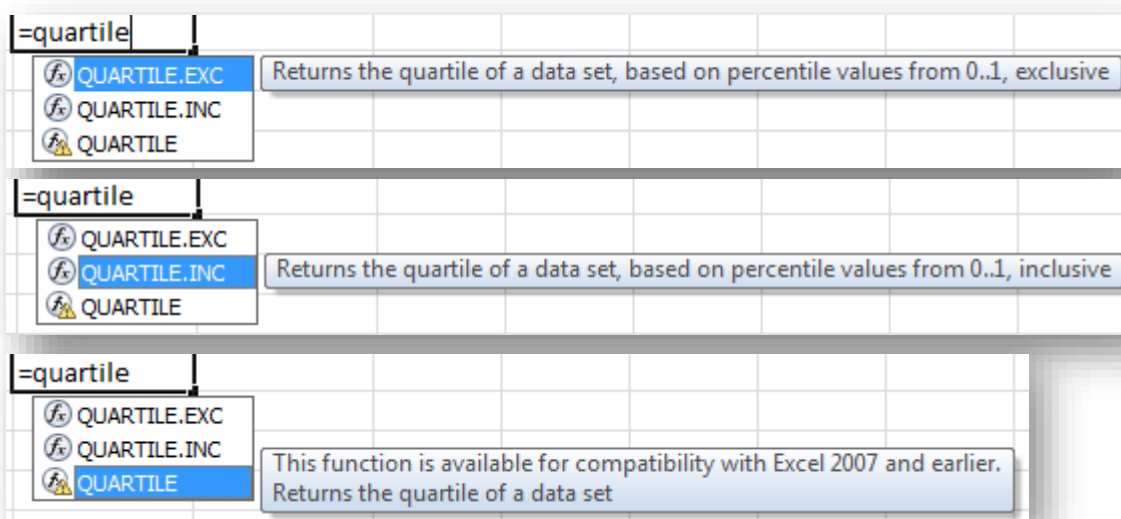 =quartile
QUARTILE.EXC Returns the quartile of a data set, based on percentile values from 0..1, exclusive
QUARTILE.INC
QUARTILE
=quartile
QUARTILE.EXC
QUARTILE.INC Returns the quartile of a data set, based on percentile values from 0..1, inclusive
QUARTILE
=quartile
QUARTILE.EXC
QUARTILE.INC
QUARTILE This function is available for compatibility with Excel 2007 and earlier.
Returns the quartile of a data set